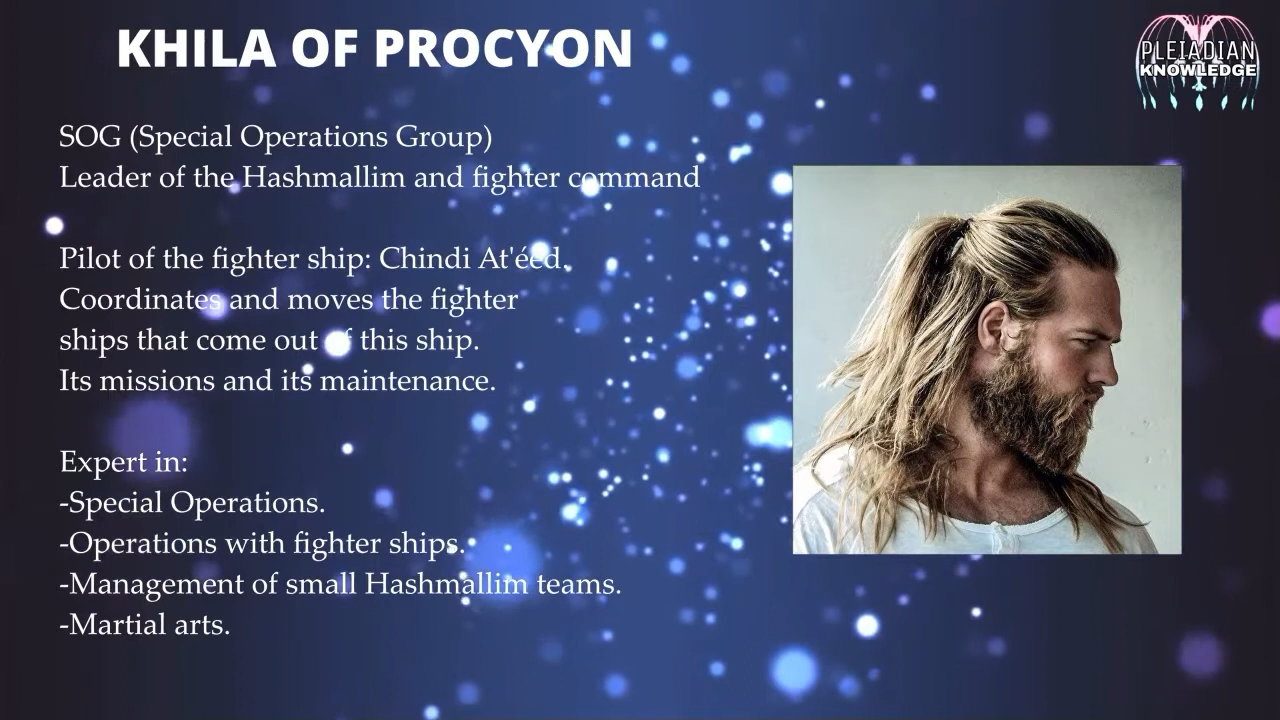 KHILA OF PROCYON
PLEIADIAN
KNOWLEDGE
SOG (Special Operations Group)
Leader of the Hashmallim and fighter command
Pilot of the fighter ship: Chindi At'éed.
Coordinates and moves the fighter
ships that come out of this ship.
Its missions and its maintenance.
Expert in:
-Special Operations.
-Operations with fighter ships.
-Management of small Hashmallim teams.
-Martial arts.